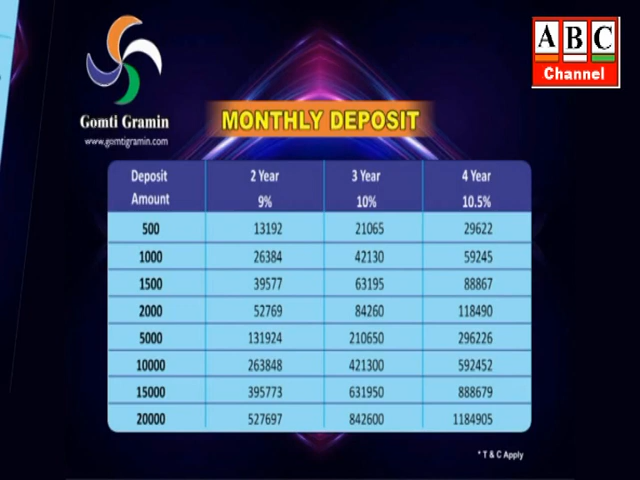 A B C
Channel
Gomti Gramin
www.gomtigramin.com
MONTHLY DEPOSIT
Deposit Amount 2 Year 9% 3 Year 10% 4 Year 10.5%
500 13192 21065 29622
1000 26384 42130 59245
1500 39577 63195 88867
2000 52769 84260 118490
5000 131924 210650 296226
10000 263848 421300 592452
15000 395773 631950 888679
20000 527697 842600 1184905
* T & C Apply